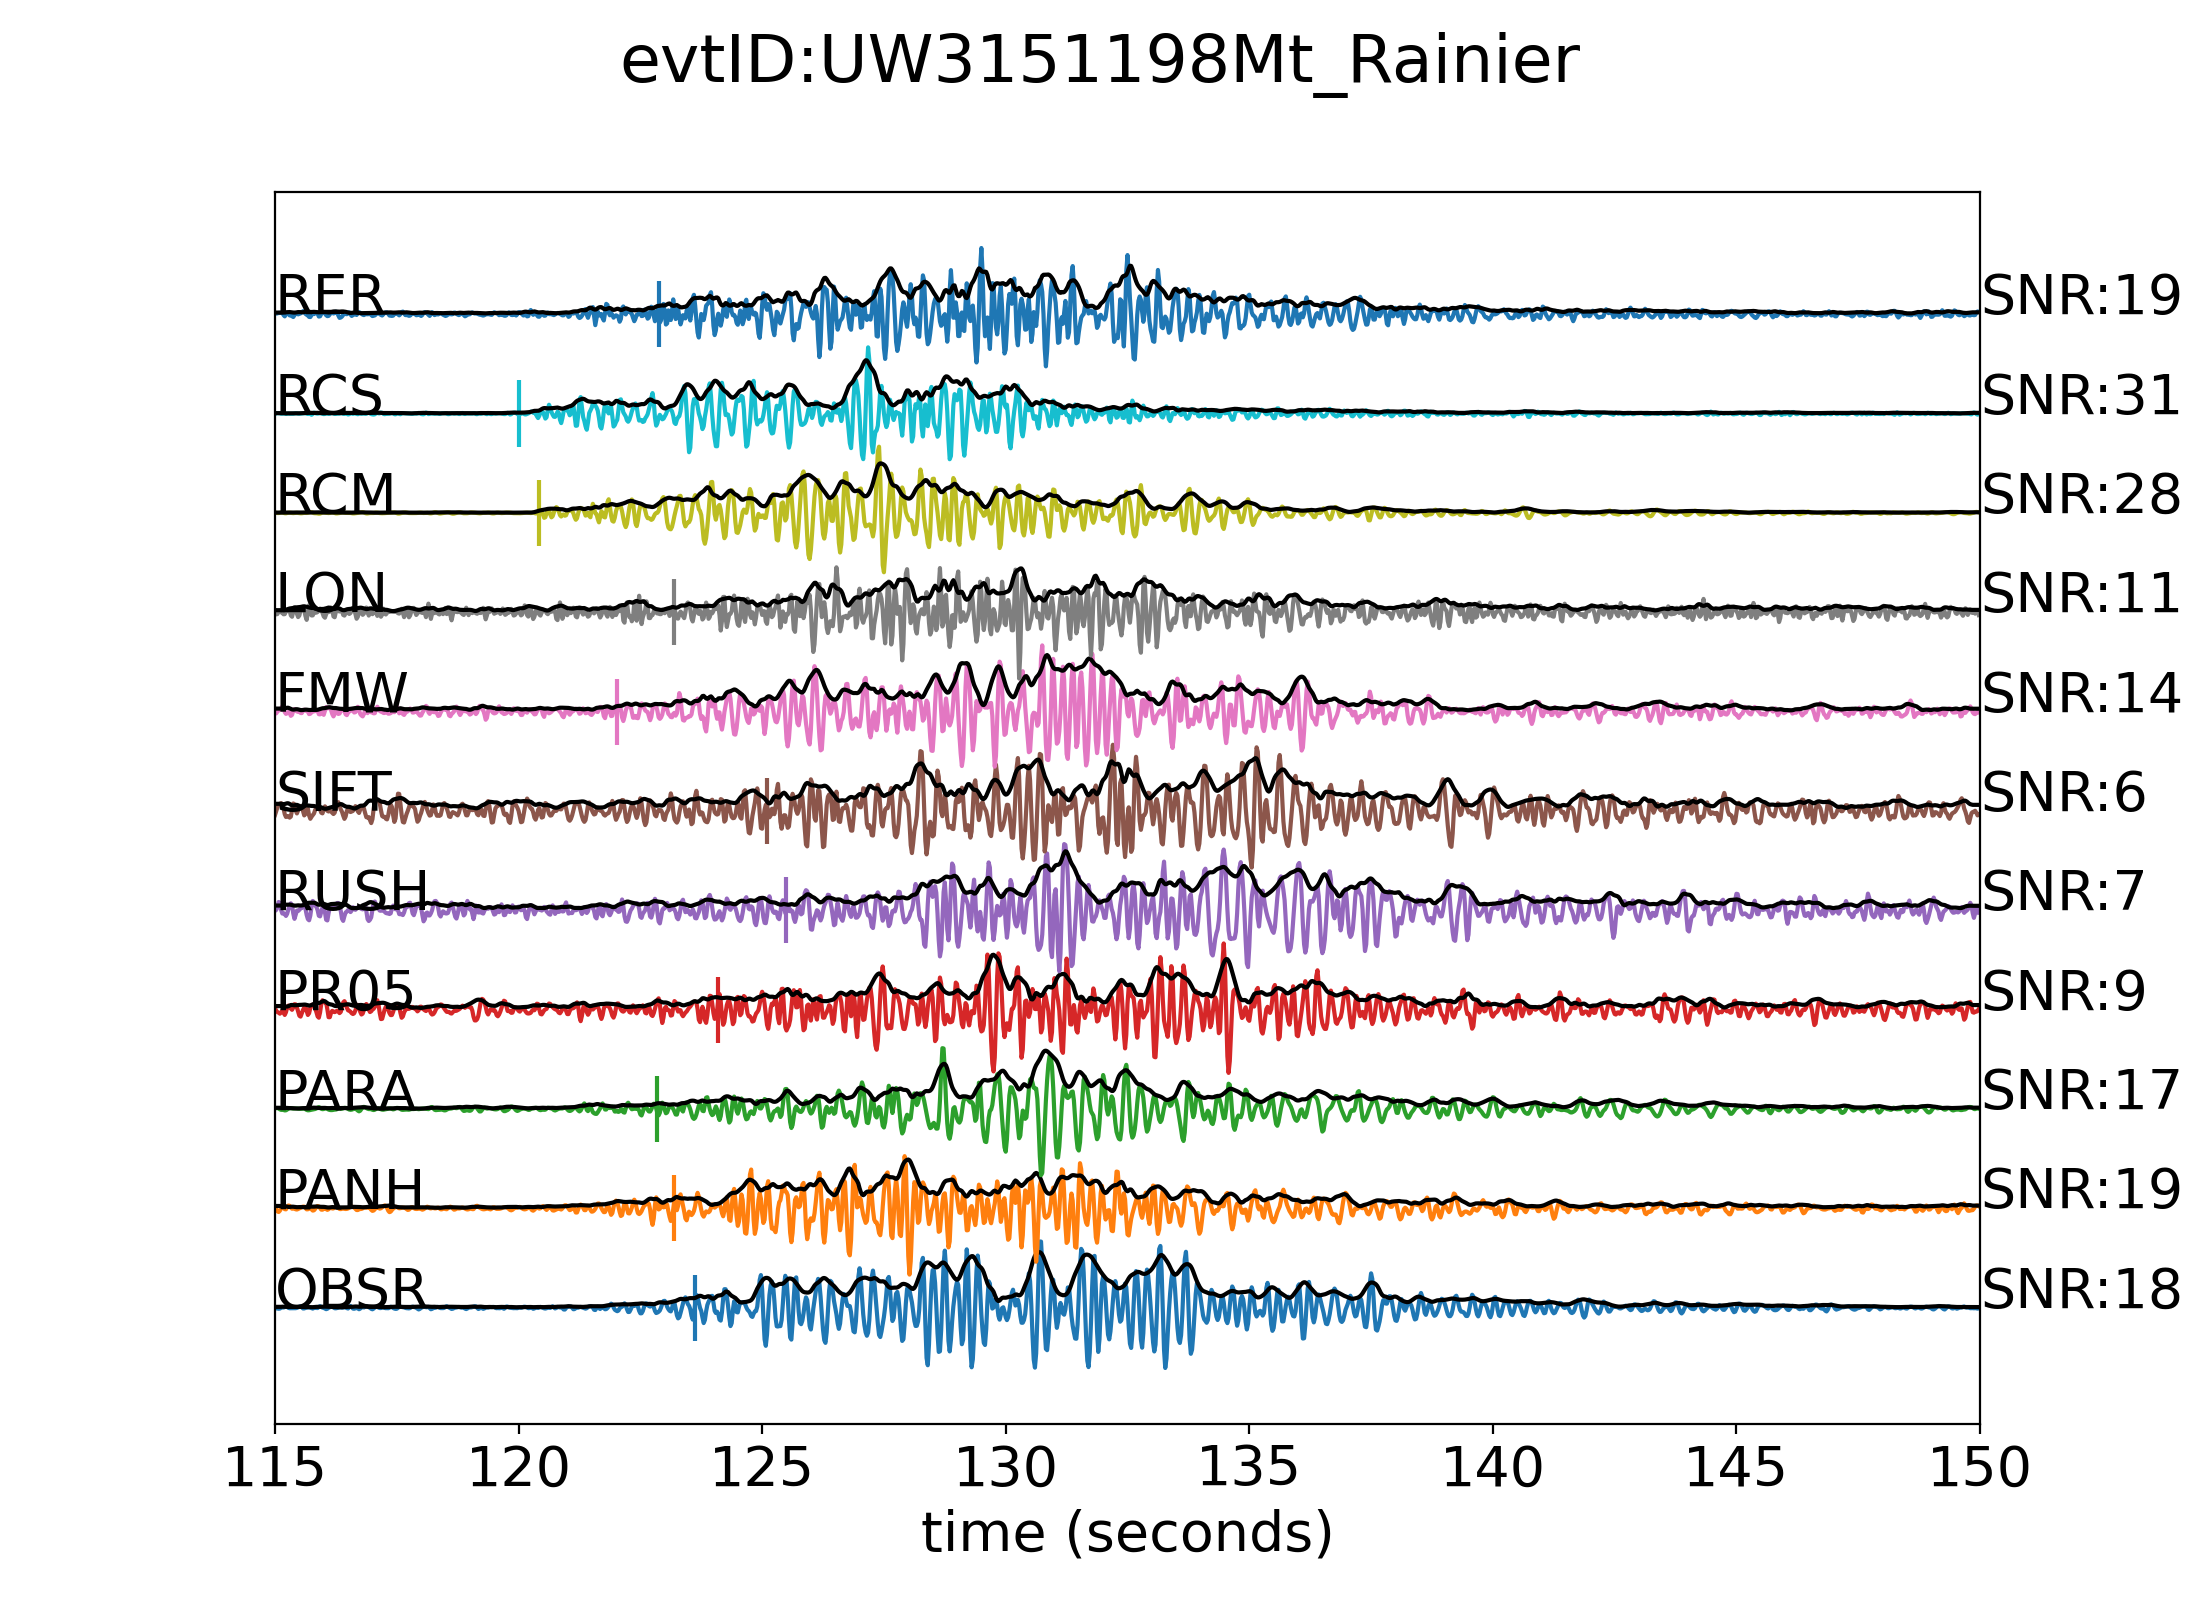 evtID:UW3151198Mt_Rainier
RER SNR:19
RCS SNR:31
RCM SNR:28
LON SNR:11
FMW SNR:14
SIFT SNR:6
RUSH SNR:7
PR05 SNR:9
PARA SNR:17
PANH SNR:19
OBSR SNR:18
115 120 125 130 135 140 145 150
time (seconds)